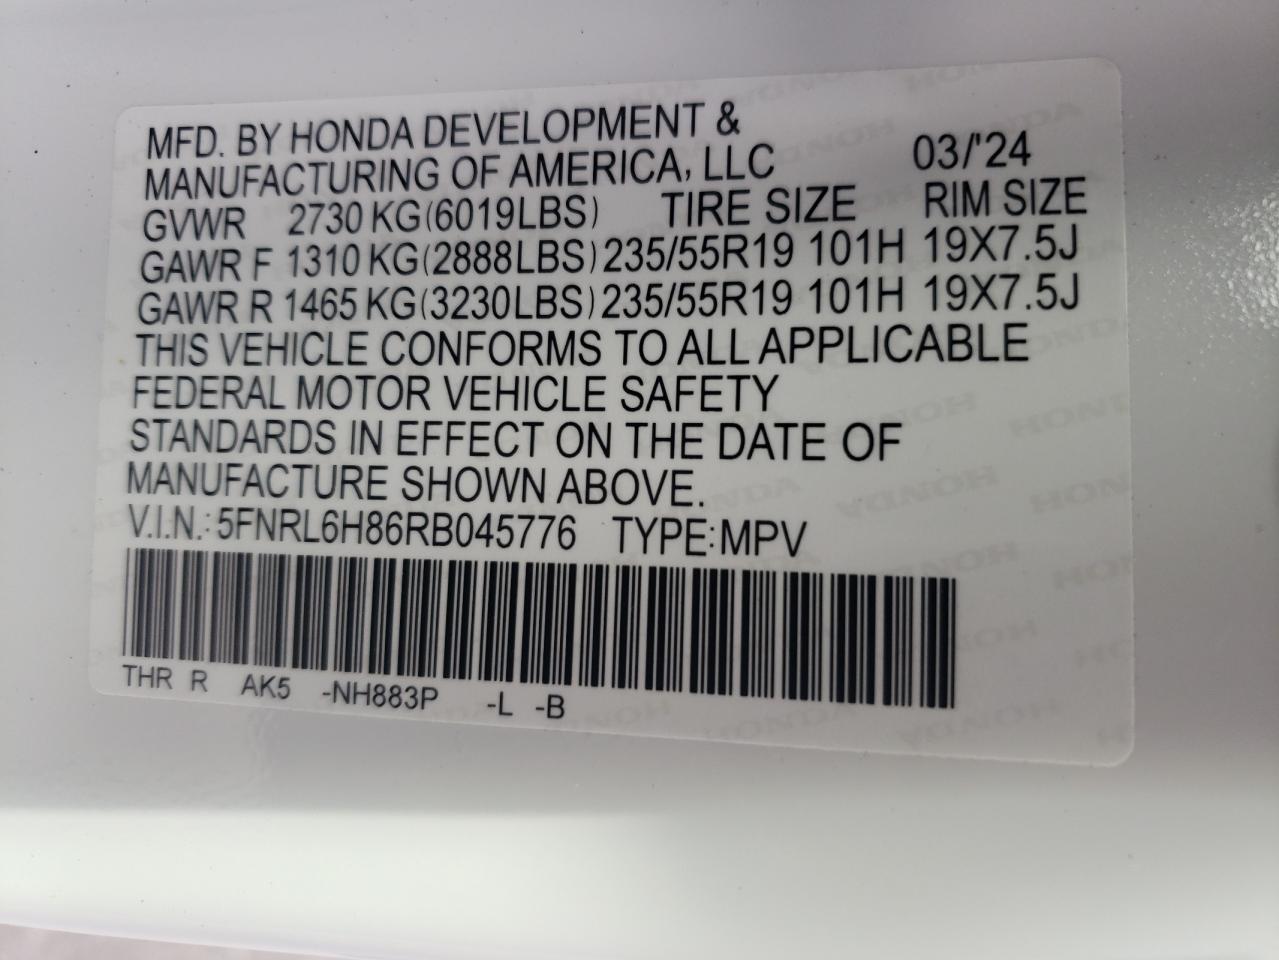 MFD. BY HONDA DEVELOPMENT &
MANUFACTURING OF AMERICA, LLC 03/'24
GVWR 2730 KG(6019LBS) TIRE SIZE RIM SIZE
GAWR F 1310 KG(2888LBS) 235/55R19 101H 19X7.5J
GAWR R 1465 KG(3230LBS) 235/55R19 101H 19X7.5J
THIS VEHICLE CONFORMS TO ALL APPLICABLE
FEDERAL MOTOR VEHICLE SAFETY
STANDARDS IN EFFECT ON THE DATE OF
MANUFACTURE SHOWN ABOVE.
V.I.N.: 5FNRL6H86RB045776 TYPE: MPV
THR R AK5 -NH883P -L -B